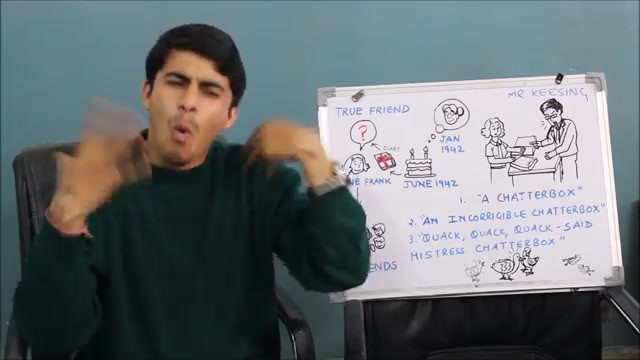 TRUE FRIEND
MR KEESING
?
DIARY
JAN
1942
NE FRANK
JUNE 1942
1. "A CHATTERBOX"
2. "AN INCORRIGIBLE CHATTERBOX"
3. "QUACK, QUACK, QUACK - SAID
MISTRESS CHATTERBOX"
ENDS